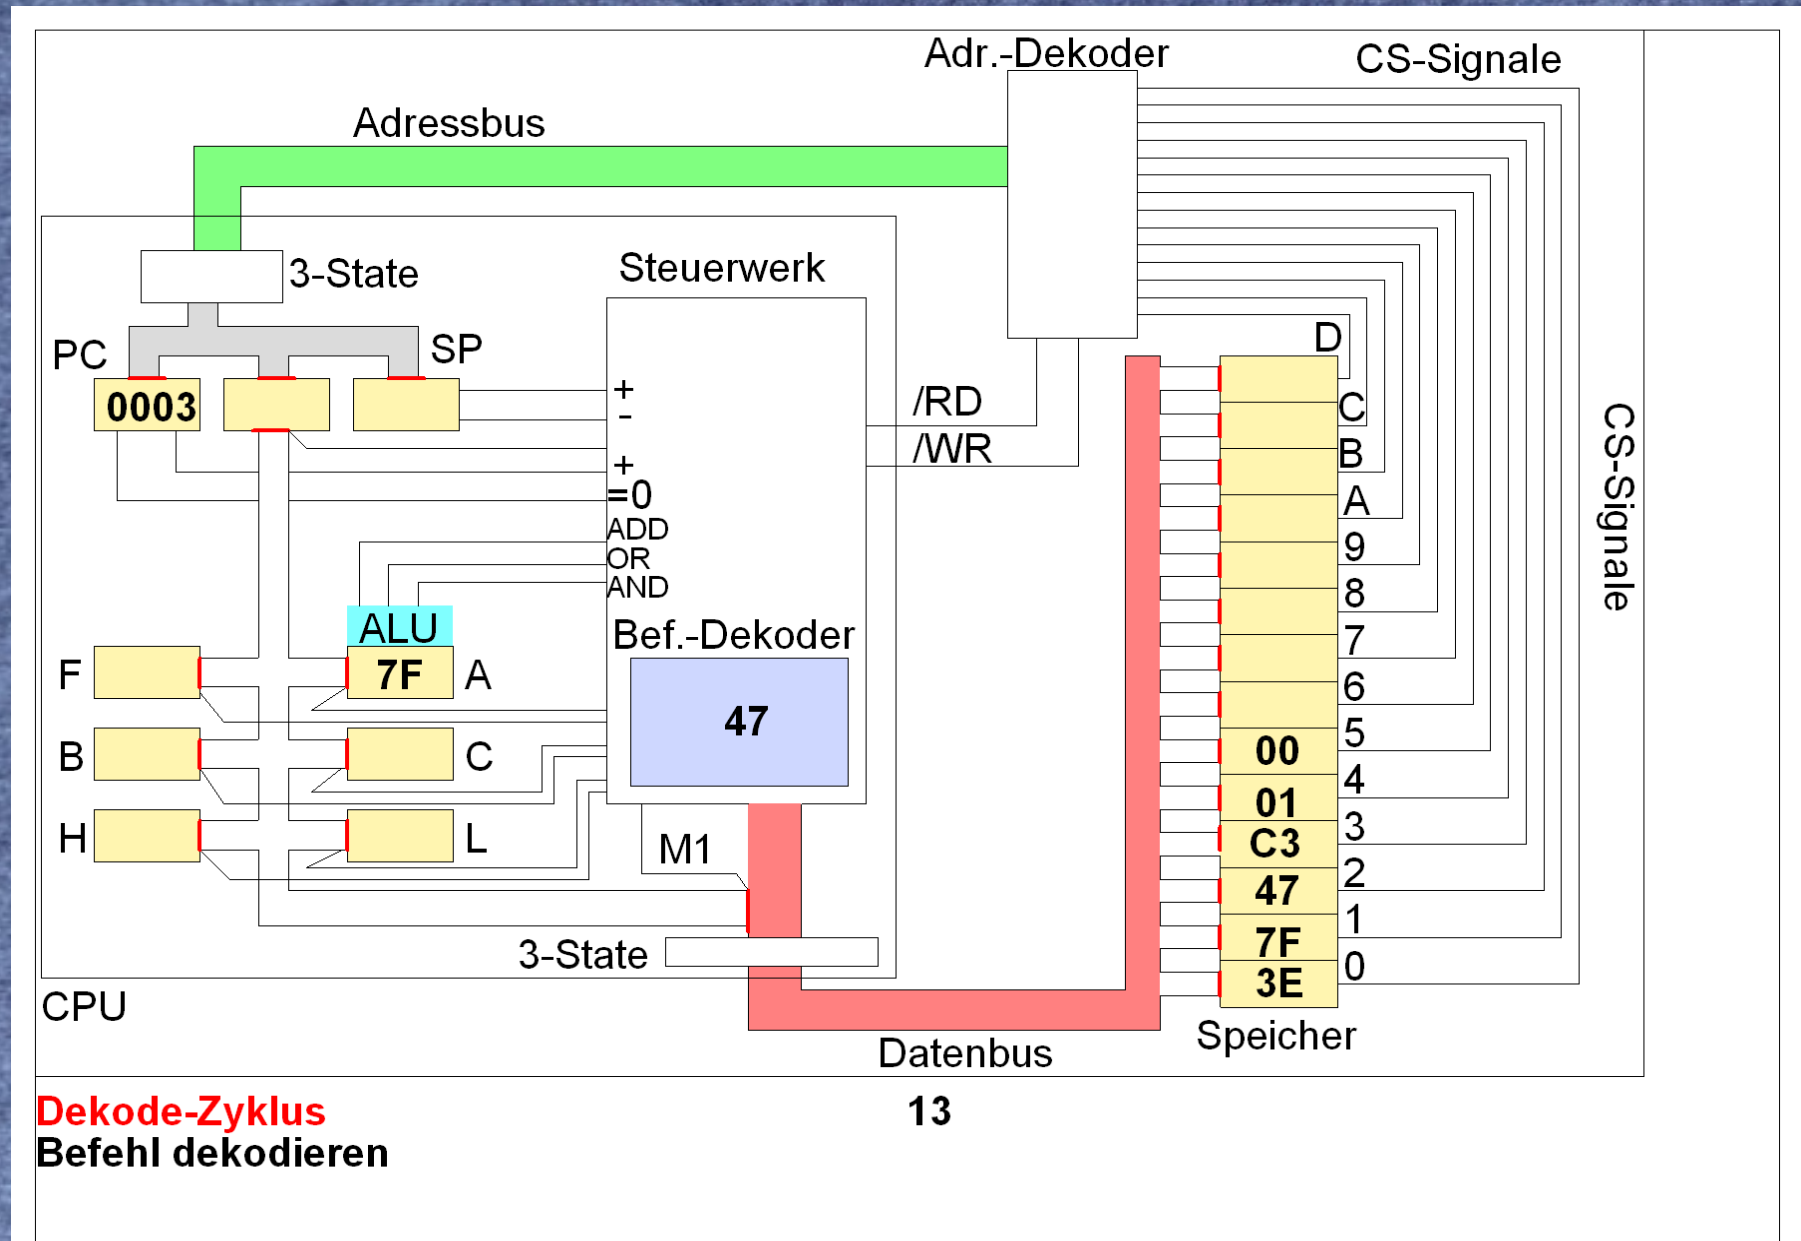 Adr.-Dekoder
CS-Signale
Adressbus
3-State
Steuerwerk
PC
SP
0003
+
-
/RD
/WR
+
=0
ADD
OR
AND
ALU
Bef.-Dekoder
F
7F
A
47
B
C
H
L
M1
3-State
CPU
Datenbus
D
C
B
A
9
8
7
6
5
00
4
01
3
C3
2
47
1
7F
0
3E
Speicher
CS-Signale
Dekode-Zyklus
13
Befehl dekodieren